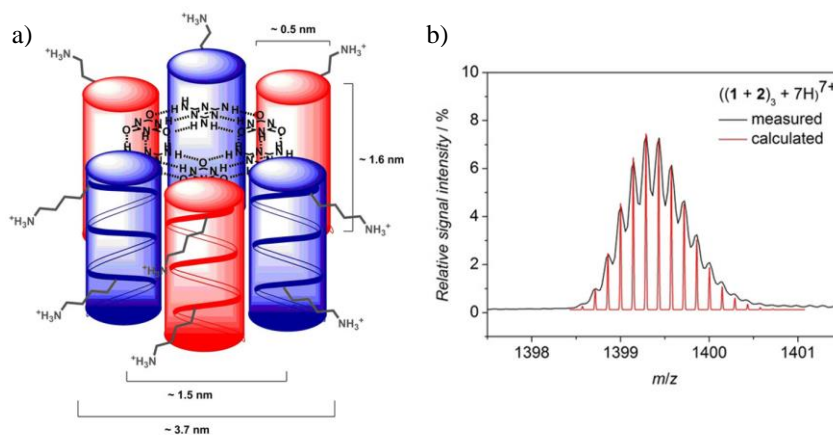 a)
~ 0.5 nm
⁺H₃N
NH₃⁺
⁺H₃N
~ 1.6 nm
⁺H₃N
NH₃⁺
⁺H₃N
⁺H₃N
NH₃⁺
⁺H₃N
~ 1.5 nm
~ 3.7 nm
b)
((1 + 2)₃ + 7H)⁷⁺
measured
calculated
Relative signal intensity / %
10
8
6
4
2
0
1398
1399
1400
1401
m/z